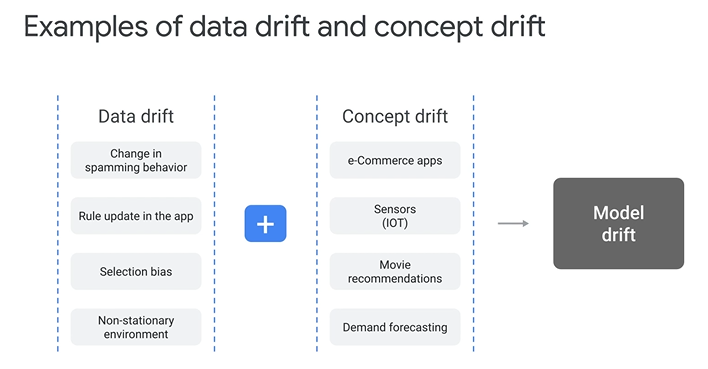 Examples of data drift and concept drift
Data drift
Change in
spamming behavior
Rule update in the app
Selection bias
Non-stationary
environment
+
Concept drift
e-Commerce apps
Sensors
(IOT)
Movie
recommendations
Demand forecasting
Model
drift